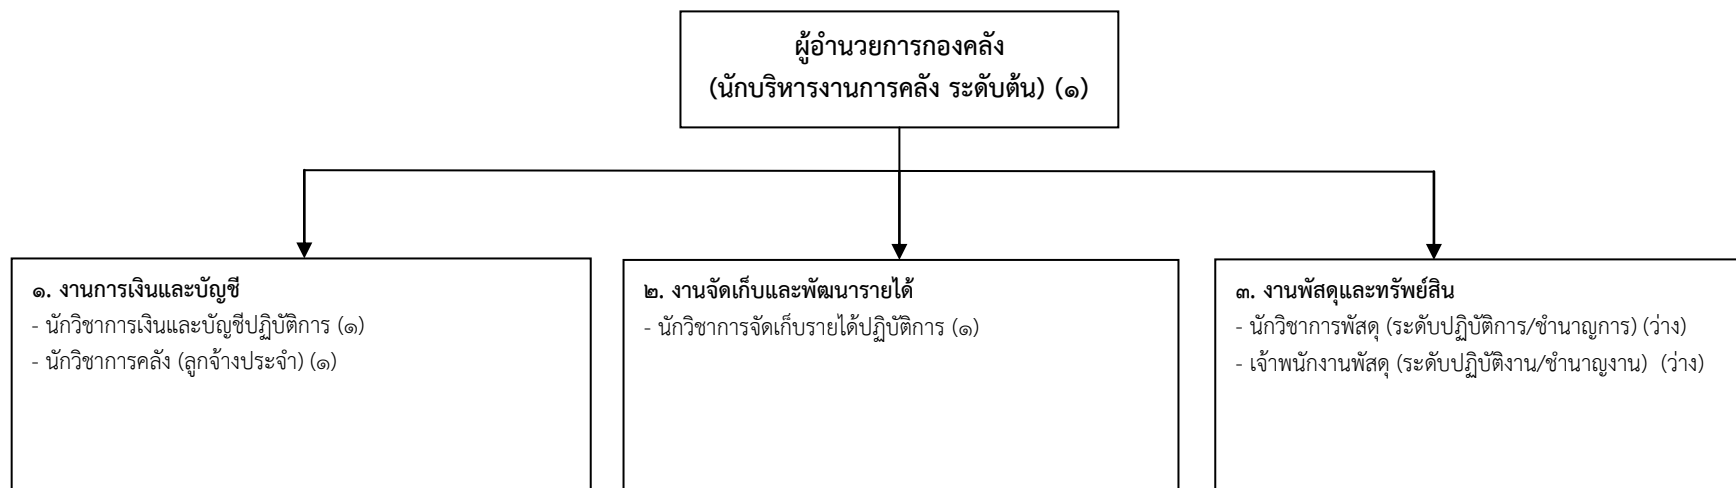 ผู้อำนวยการกองคลัง
(นักบริหารงานการคลัง ระดับต้น) (๑)
๑. งานการเงินและบัญชี
- นักวิชาการเงินและบัญชีปฏิบัติการ (๑)
- นักวิชาการคลัง (ลูกจ้างประจำ) (๑)
๒. งานจัดเก็บและพัฒนารายได้
- นักวิชาการจัดเก็บรายได้ปฏิบัติการ (๑)
๓. งานพัสดุและทรัพย์สิน
- นักวิชาการพัสดุ (ระดับปฏิบัติการ/ชำนาญการ) (ว่าง)
- เจ้าพนักงานพัสดุ (ระดับปฏิบัติงาน/ชำนาญงาน) (ว่าง)